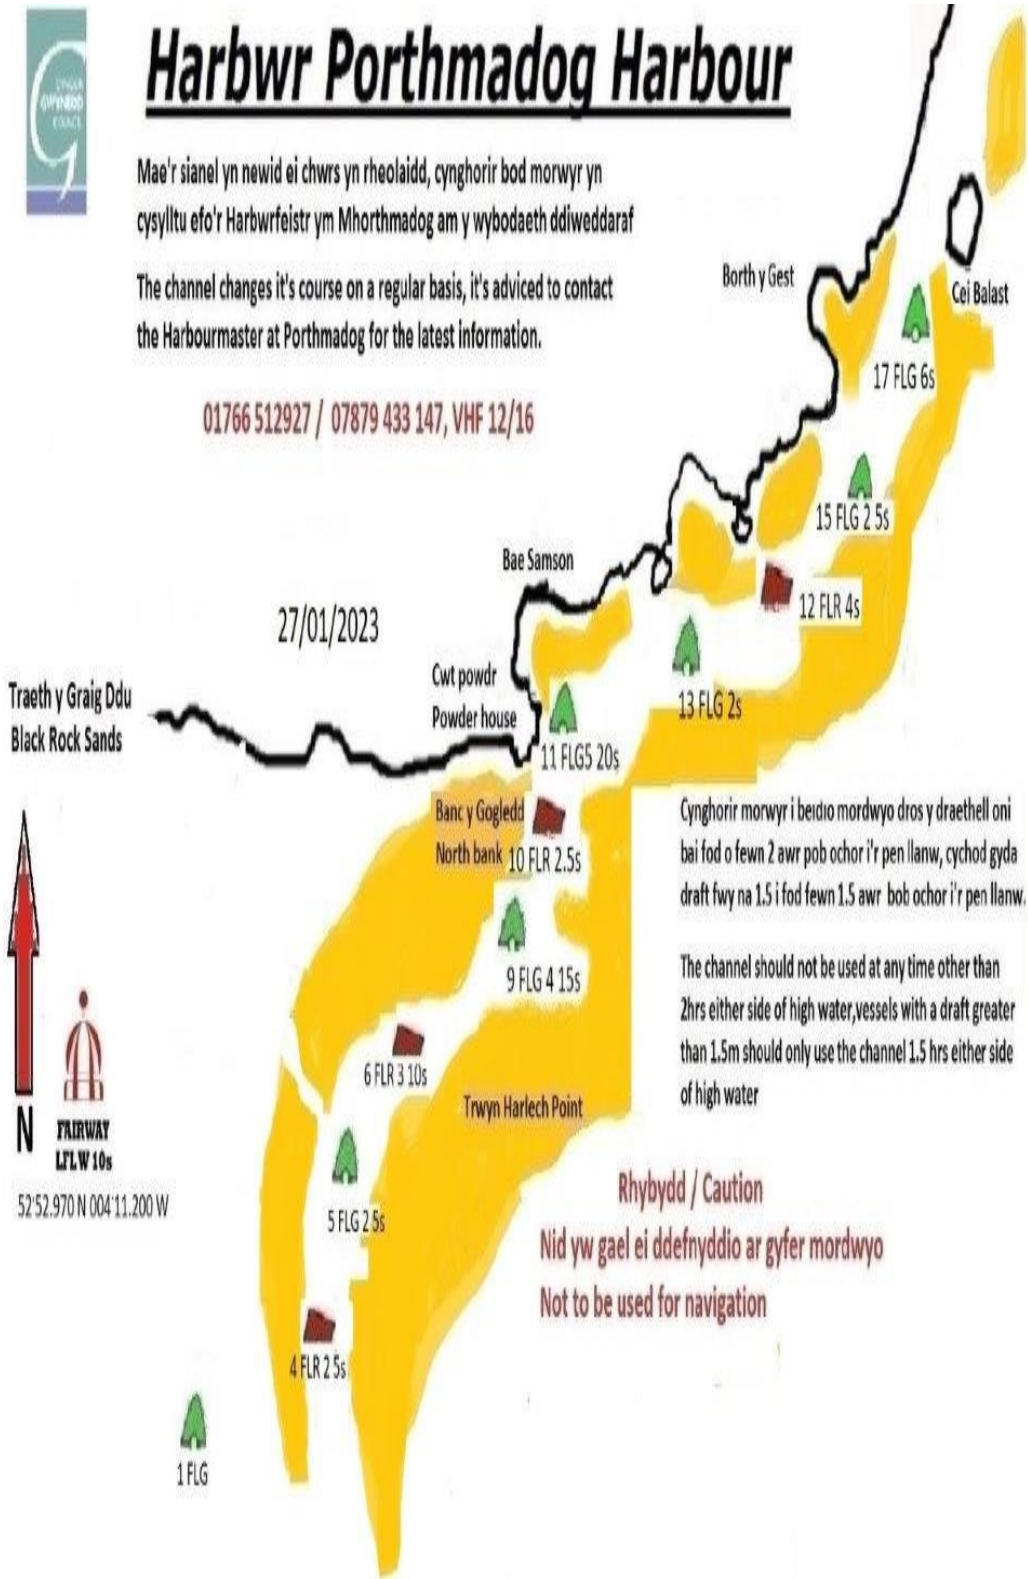 CYNGOR
GWYNEDD
COUNCIL
Harbwr Porthmadog Harbour
Mae'r sianel yn newid ei chwrs yn rheolaidd, cynghorir bod morwyr yn
cysylltu efo'r Harbwrfeistr ym Mhorthmadog am y wybodaeth ddiweddaraf
The channel changes it's course on a regular basis, it's adviced to contact
the Harbourmaster at Porthmadog for the latest information.
01766 512927 / 07879 433 147, VHF 12/16
Borth y Gest
Cei Balast
17 FLG 6s
15 FLG 2 5s
Bae Samson
12 FLR 4s
27/01/2023
Cwt powdr
Powder house
13 FLG 2s
Traeth y Graig Ddu
Black Rock Sands
11 FLG5 20s
Banc y Gogledd
North bank
10 FLR 2.5s
Cynghorir morwyr i beidio mordwyo dros y draethell oni
bai fod o fewn 2 awr pob ochor i'r pen llanw, cychod gyda
draft fwy na 1.5 i fod fewn 1.5 awr bob ochor i'r pen llanw.
9 FLG 4 15s
The channel should not be used at any time other than
2hrs either side of high water,vessels with a draft greater
than 1.5m should only use the channel 1.5 hrs either side
of high water
6 FLR 3 10s
Trwyn Harlech Point
N
FAIRWAY
LFLW 10s
52'52.970 N 004'11.200 W
5 FLG 2 5s
Rhybydd / Caution
Nid yw gael ei ddefnyddio ar gyfer mordwyo
Not to be used for navigation
4 FLR 2 5s
1 FLG